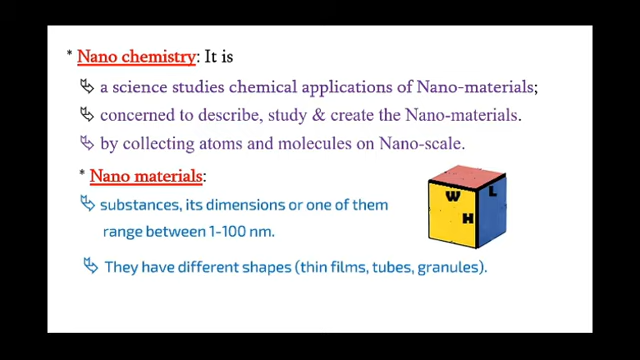 * Nano chemistry: It is
a science studies chemical applications of Nano-materials;
concerned to describe, study & create the Nano-materials.
by collecting atoms and molecules on Nano-scale.
* Nano materials:
substances, its dimensions or one of them
range between 1-100 nm.
W L
H
They have different shapes (thin films, tubes, granules).